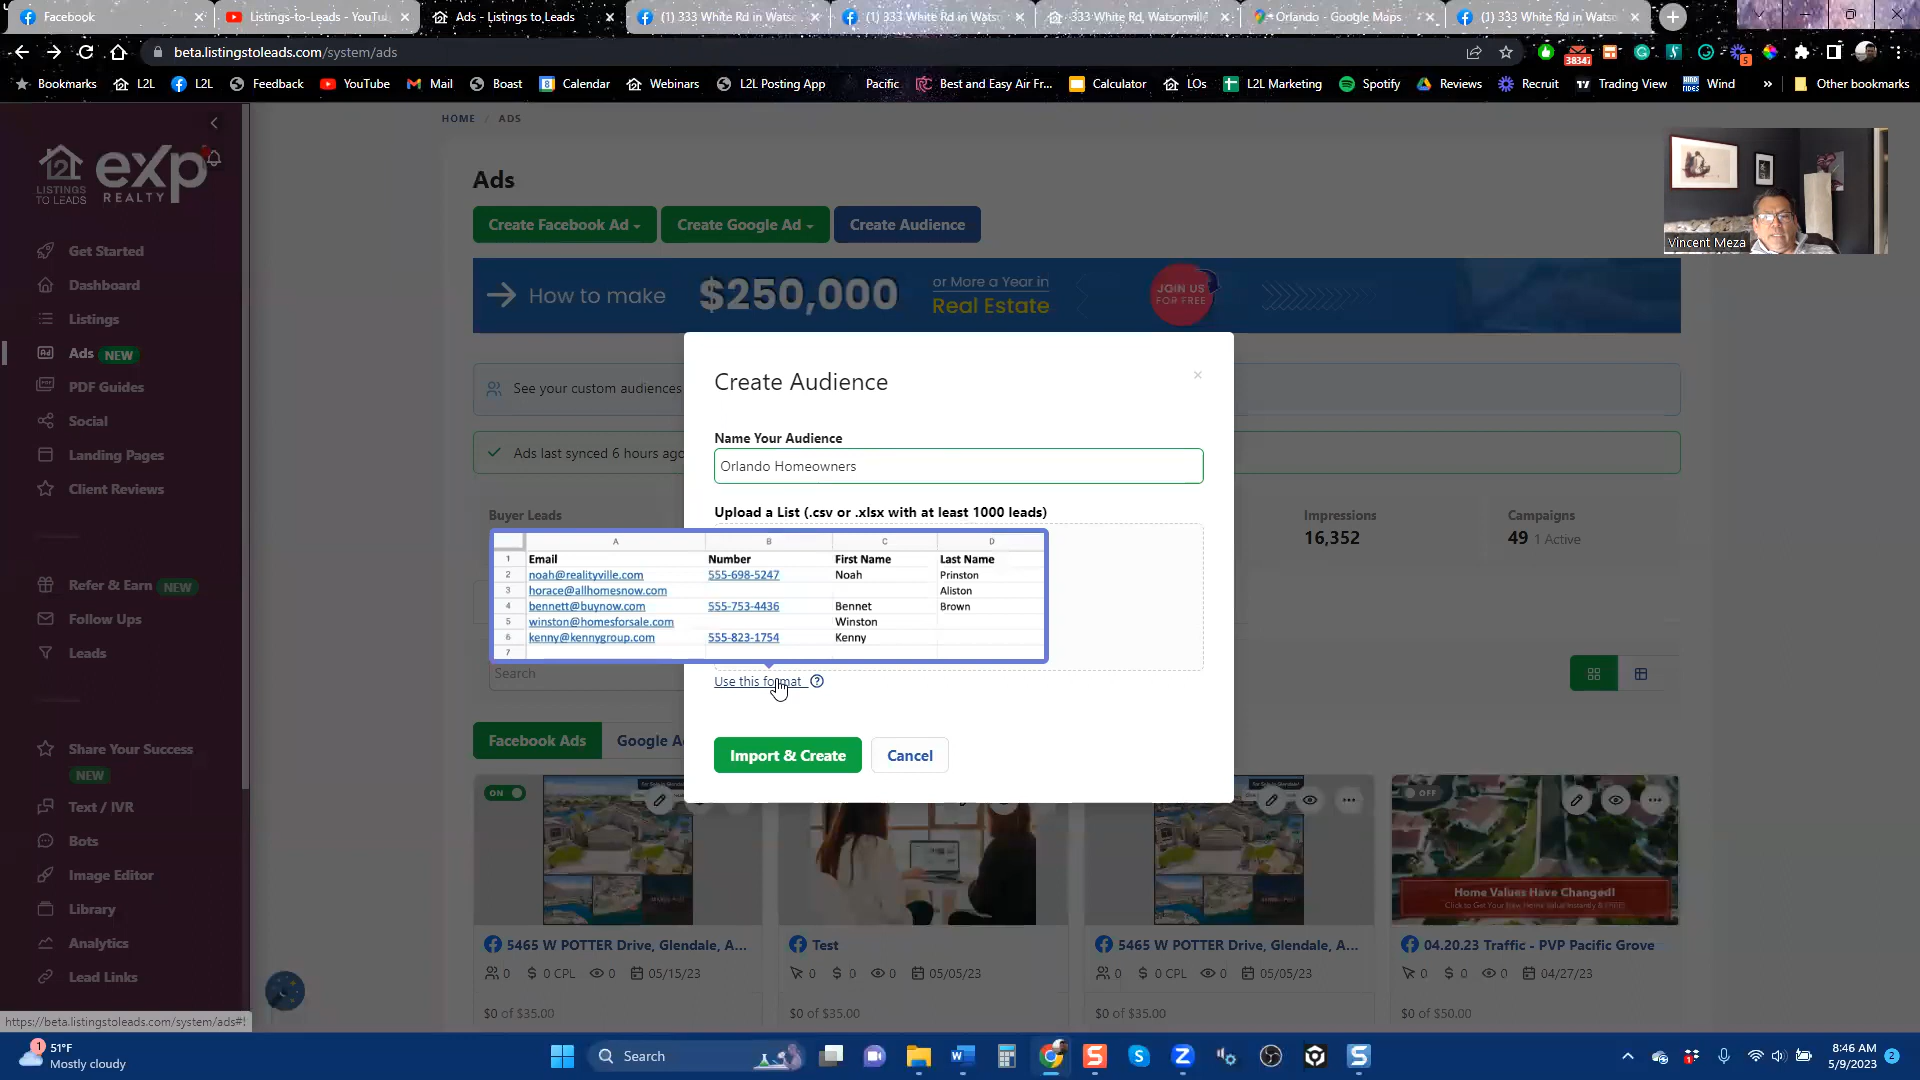 Facebook
Listings-to-Leads - YouTu
Ads - Listings to Leads
(1) 333 White Rd in Watso
(1) 333 White Rd in Watso
333 White Rd, Watsonville
Orlando - Google Maps
(1) 333 White Rd in Watso
beta.listingstoleads.com/system/ads
38347
5
Bookmarks
L2L
L2L
Feedback
YouTube
Mail
Boast
Calendar
Webinars
L2L Posting App
Pacific
Best and Easy Air Fr...
Calculator
LOs
L2L Marketing
Spotify
Reviews
Recruit
Trading View
Wind
Other bookmarks
L2L
LISTINGS
TO LEADS
eXp
REALTY
Get Started
Dashboard
Listings
Ads NEW
PDF Guides
Social
Landing Pages
Client Reviews
Refer & Earn NEW
Follow Ups
Leads
Share Your Success
NEW
Text / IVR
Bots
Image Editor
Library
Analytics
Lead Links
https://beta.listingstoleads.com/system/ads#
HOME / ADS
Ads
Create Facebook Ad
Create Google Ad
Create Audience
How to make $250,000 or More a Year in
Real Estate
JOIN US
FOR FREE
See your custom audiences
Ads last synced 6 hours ago
Buyer Leads
Impressions
16,352
Campaigns
49 1 Active
Search
Facebook Ads
Google A
Create Audience
×
Name Your Audience
Orlando Homeowners
Upload a List (.csv or .xlsx with at least 1000 leads)
A B C D
1 Email Number First Name Last Name
2 noah@realityville.com 555-698-5247 Noah Prinston
3 horace@allhomesnow.com Aliston
4 bennett@buynow.com 555-753-4436 Bennet Brown
5 winston@homesforsale.com Winston
6 kenny@kennygroup.com 555-823-1754 Kenny
7
Use this format ?
Import & Create
Cancel
ON
OFF
Home Values Have Changed!
Click to Get Your New Home Value Instantly & FREE!
5465 W POTTER Drive, Glendale, A...
0 $ 0 CPL 0 05/15/23
$0 of $35.00
Test
0 $ 0 0 05/05/23
$0 of $35.00
5465 W POTTER Drive, Glendale, A...
0 $ 0 CPL 0 05/05/23
$0 of $35.00
04.20.23 Traffic - PVP Pacific Grove
0 $ 0 0 04/27/23
$0 of $50.00
Vincent Meza
1
51°F
Mostly cloudy
Search
8:46 AM
5/9/2023
2